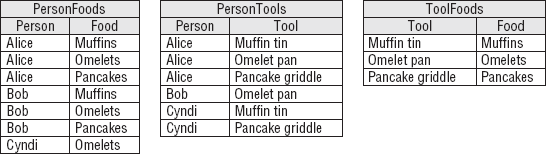 PersonFoods
Person Food
Alice Muffins
Alice Omelets
Alice Pancakes
Bob Muffins
Bob Omelets
Bob Pancakes
Cyndi Omelets
PersonTools
Person Tool
Alice Muffin tin
Alice Omelet pan
Alice Pancake griddle
Bob Omelet pan
Cyndi Muffin tin
Cyndi Pancake griddle
ToolFoods
Tool Food
Muffin tin Muffins
Omelet pan Omelets
Pancake griddle Pancakes